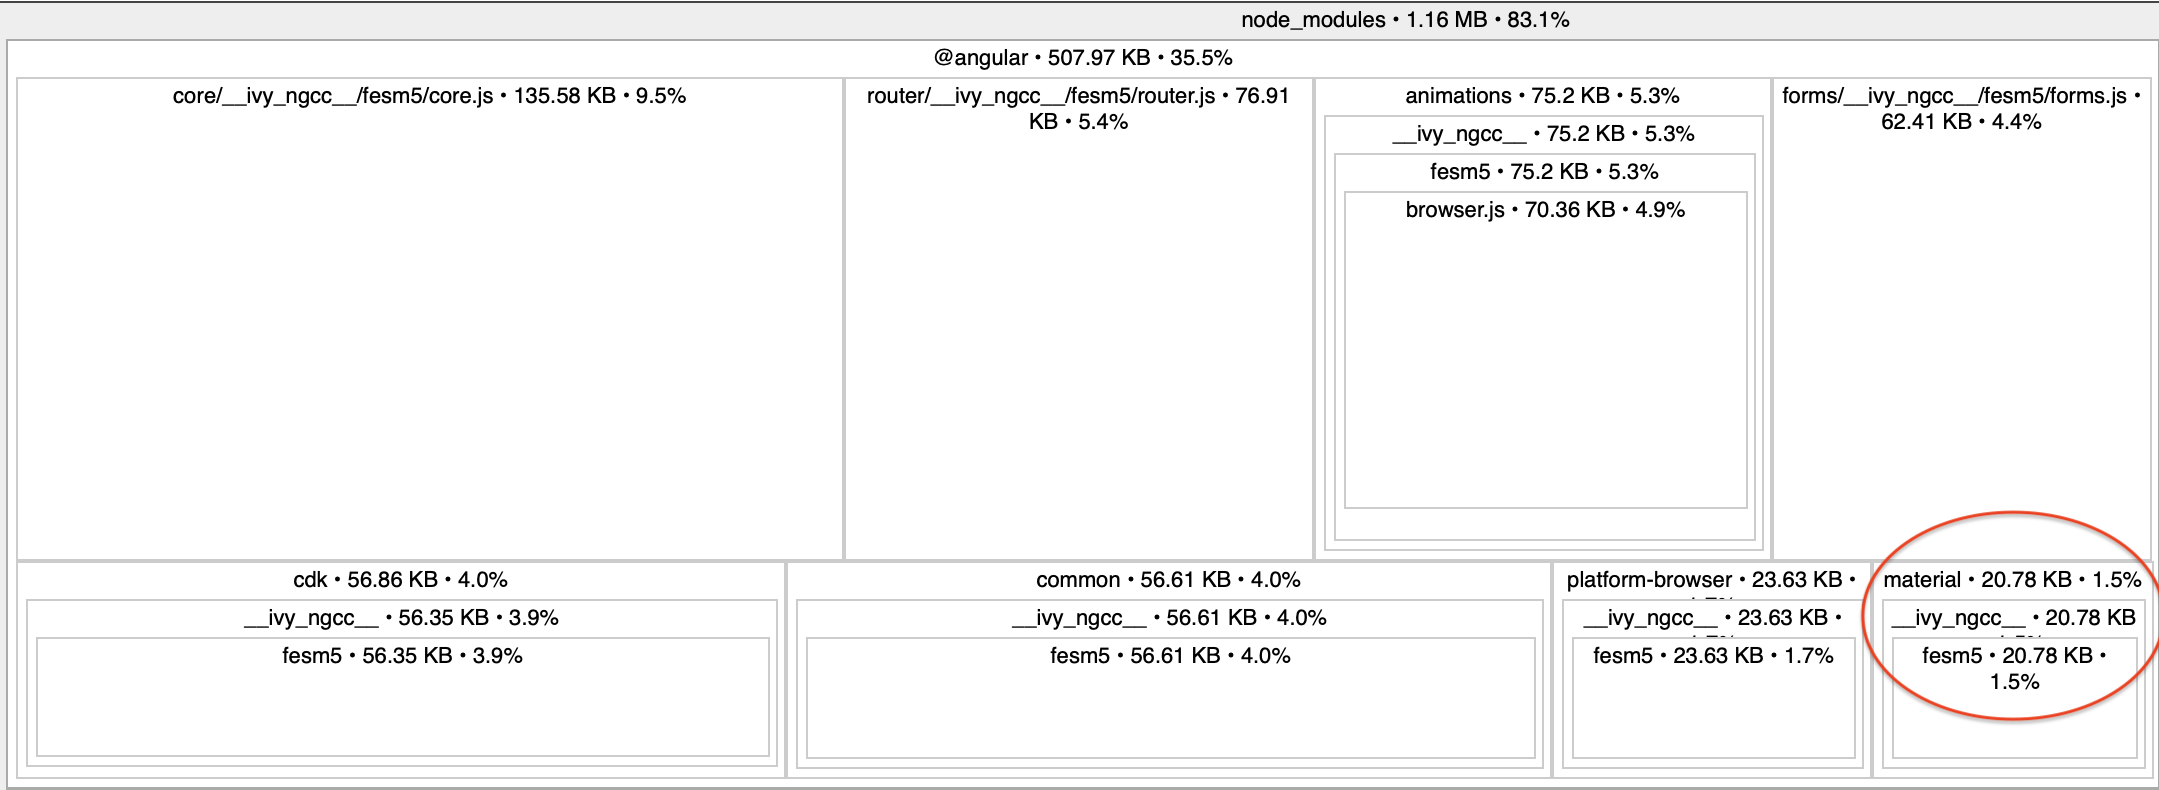 node_modules • 1.16 MB • 83.1%
@angular • 507.97 KB • 35.5%
core/__ivy_ngcc__/fesm5/core.js • 135.58 KB • 9.5%
router/__ivy_ngcc__/fesm5/router.js • 76.91
KB • 5.4%
animations • 75.2 KB • 5.3%
__ivy_ngcc__ • 75.2 KB • 5.3%
fesm5 • 75.2 KB • 5.3%
browser.js • 70.36 KB • 4.9%
forms/__ivy_ngcc__/fesm5/forms.js •
62.41 KB • 4.4%
cdk • 56.86 KB • 4.0%
__ivy_ngcc__ • 56.35 KB • 3.9%
fesm5 • 56.35 KB • 3.9%
common • 56.61 KB • 4.0%
__ivy_ngcc__ • 56.61 KB • 4.0%
fesm5 • 56.61 KB • 4.0%
platform-browser • 23.63 KB •
__ivy_ngcc__ • 23.63 KB •
fesm5 • 23.63 KB • 1.7%
material • 20.78 KB • 1.5%
__ivy_ngcc__ • 20.78 KB
fesm5 • 20.78 KB •
1.5%